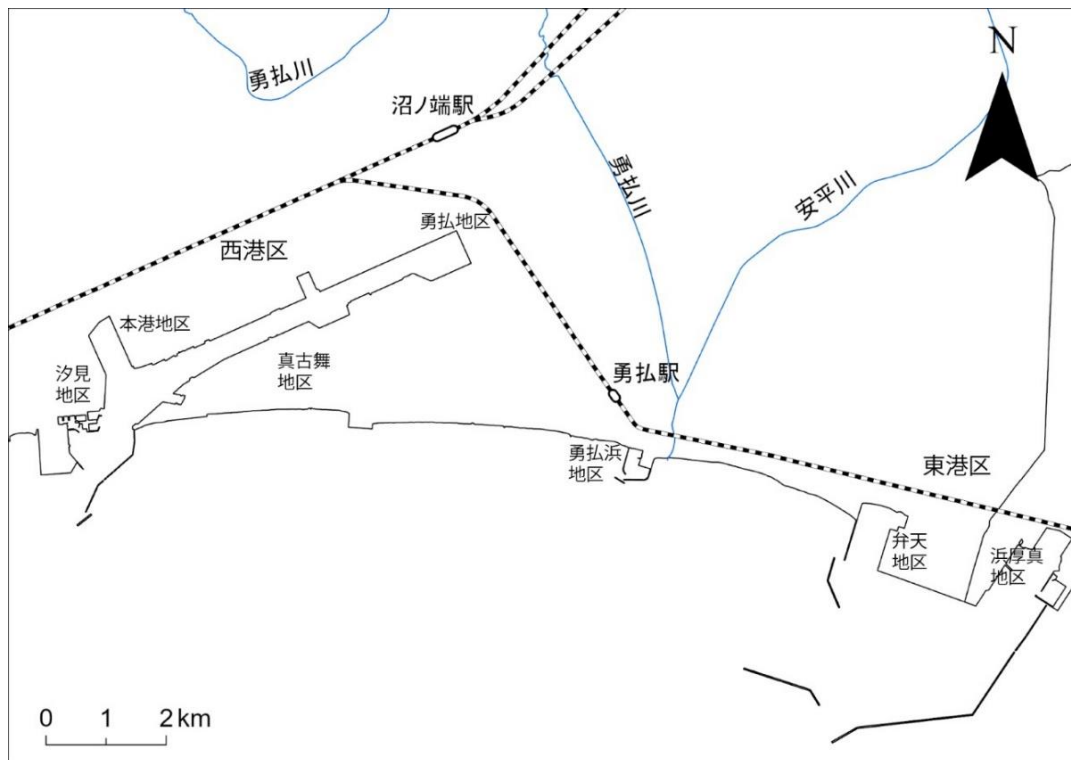 N
勇払川
沼ノ端駅
勇払川
安平川
勇払地区
西港区
本港地区
汐見
地区
真古舞
地区
勇払駅
勇払浜
地区
東港区
弁天
地区
浜厚真
地区
0 1 2 km